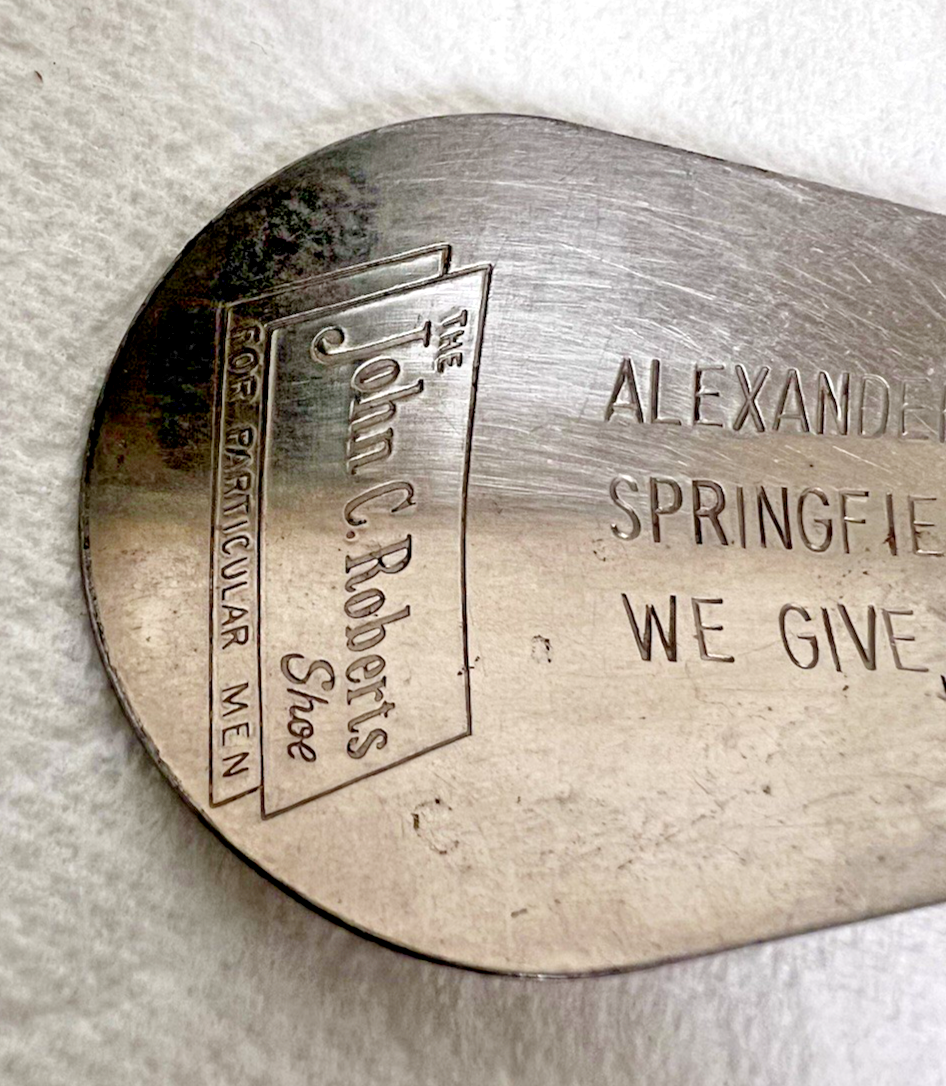 THE
John C. Roberts
Shoe
FOR PARTICULAR MEN
ALEXANDE
SPRINGFIE
WE GIVE